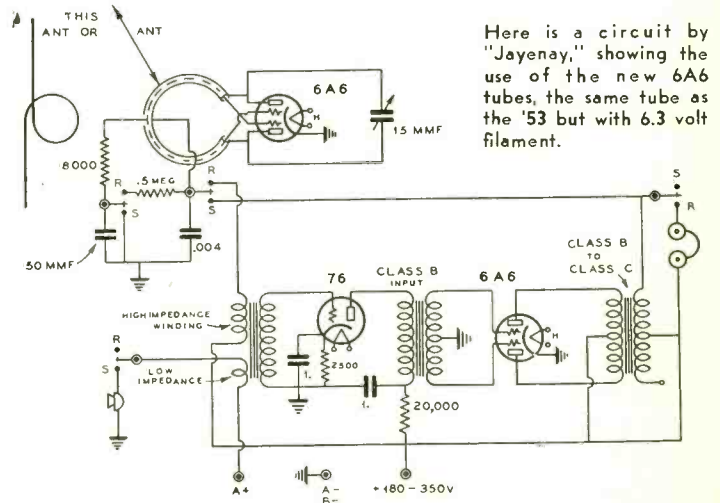 THIS
ANT OR
ANT
Here is a circuit by
"Jayenay," showing the
use of the new 6A6
tubes, the same tube as
the '53 but with 6.3 volt
filament.
6A6
H
15 MMF
8000
R
.5 MEG
R
S
S
.004
50 MMF
S
R
CLASS B
TO
CLASS C
76
CLASS B
INPUT
6A6
H
HIGH IMPEDANCE
WINDING
R
S
LOW
IMPEDANCE
1.
2500
1.
20,000
A+
A-
B-
+180-350V